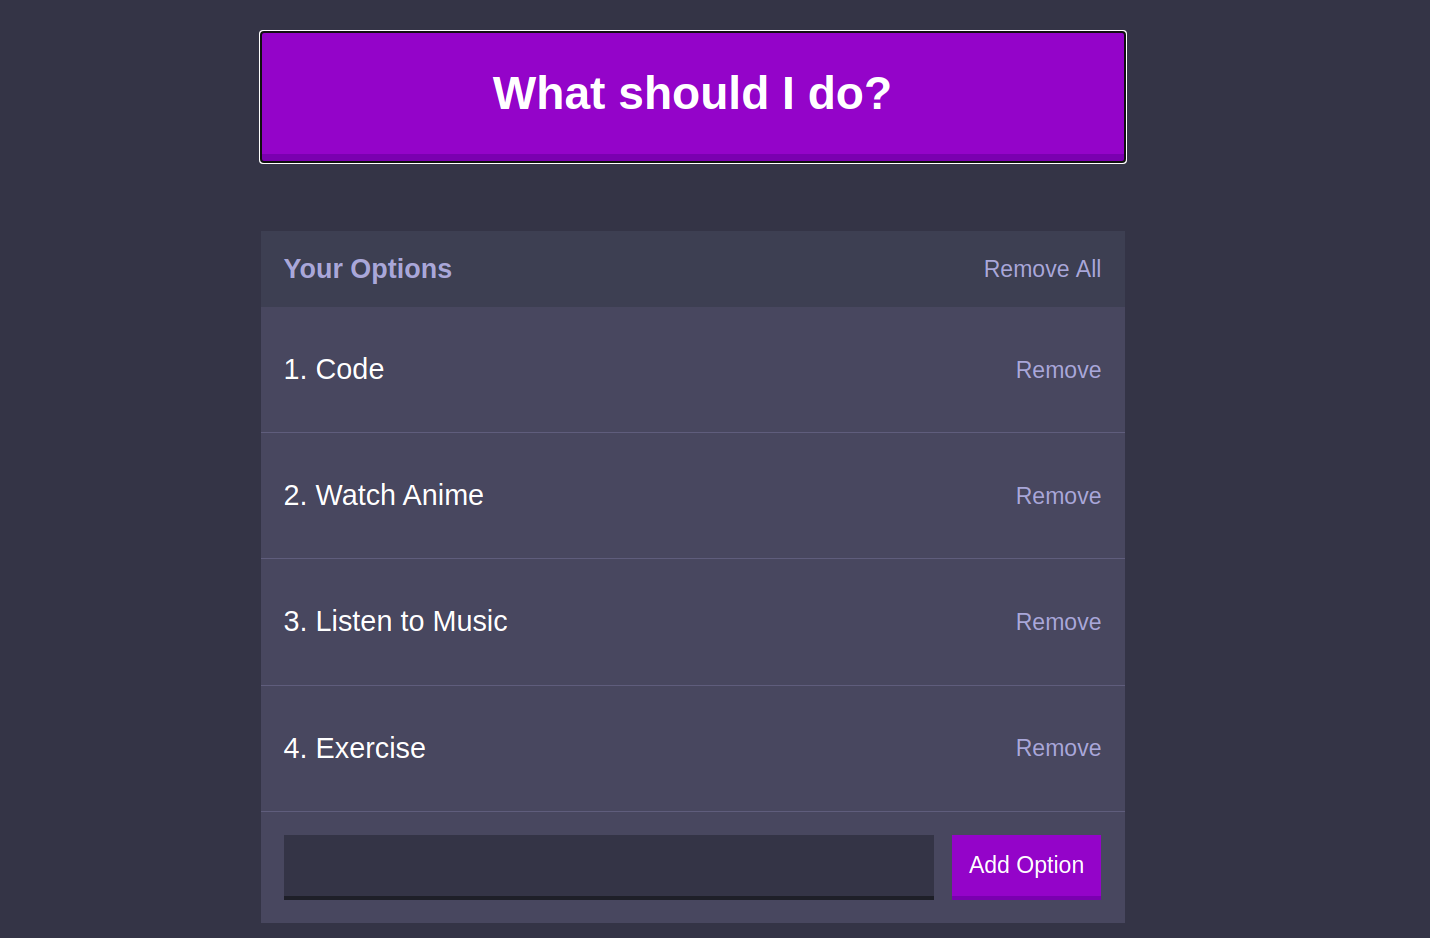 What should I do?
Your Options Remove All
1. Code Remove
2. Watch Anime Remove
3. Listen to Music Remove
4. Exercise Remove
Add Option